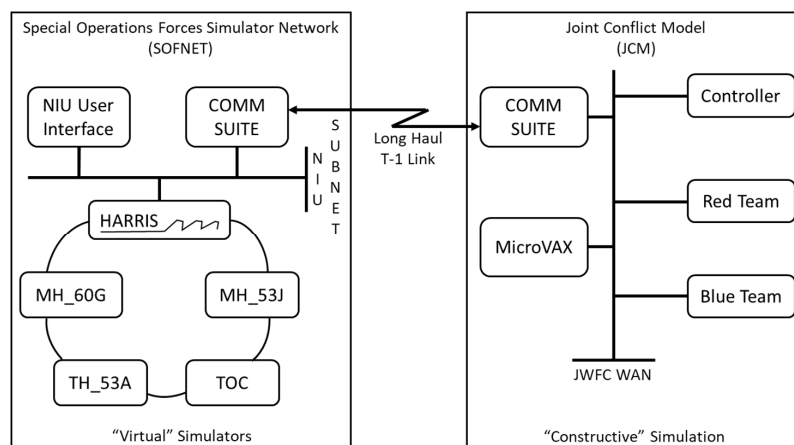 Special Operations Forces Simulator Network
(SOFNET)
NIU User
Interface
COMM
SUITE
SUBNET
NIU
HARRIS
MH_60G
MH_53J
TH_53A
TOC
"Virtual" Simulators
Long Haul
T-1 Link
Joint Conflict Model
(JCM)
COMM
SUITE
Controller
Red Team
MicroVAX
Blue Team
JWFC WAN
"Constructive" Simulation